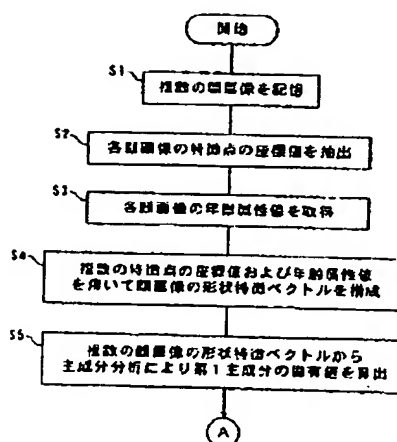 開始
S1
複数の顔画像を記憶
S2
各顔画像の特徴点の座標値を抽出
S3
各顔画像の年齢属性値を取得
S4
複数の特徴点の座標値および年齢属性値
を用いて顔画像の形状特徴ベクトルを構成
S5
複数の顔画像の形状特徴ベクトルから
主成分分析により第1主成分の固有値を算出
A